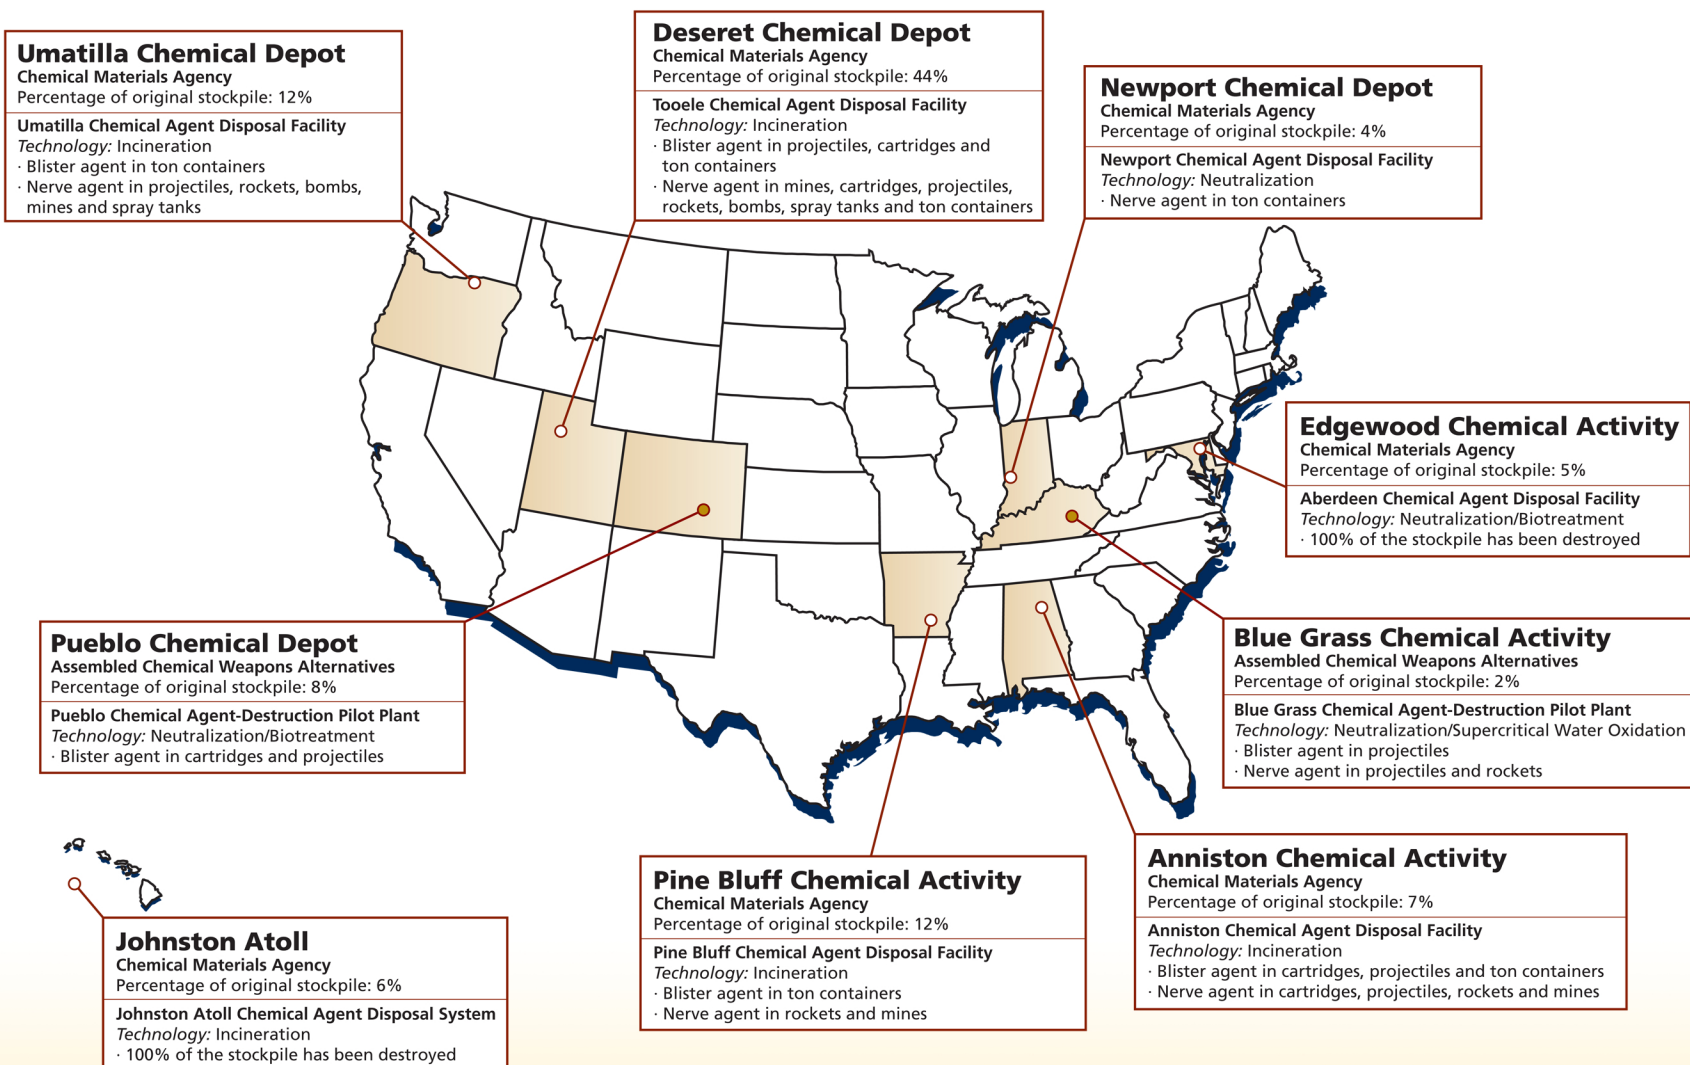 Umatilla Chemical Depot
Chemical Materials Agency
Percentage of original stockpile: 12%
Umatilla Chemical Agent Disposal Facility
Technology: Incineration
· Blister agent in ton containers
· Nerve agent in projectiles, rockets, bombs,
mines and spray tanks
Deseret Chemical Depot
Chemical Materials Agency
Percentage of original stockpile: 44%
Tooele Chemical Agent Disposal Facility
Technology: Incineration
· Blister agent in projectiles, cartridges and
ton containers
· Nerve agent in mines, cartridges, projectiles,
rockets, bombs, spray tanks and ton containers
Newport Chemical Depot
Chemical Materials Agency
Percentage of original stockpile: 4%
Newport Chemical Agent Disposal Facility
Technology: Neutralization
· Nerve agent in ton containers
Edgewood Chemical Activity
Chemical Materials Agency
Percentage of original stockpile: 5%
Aberdeen Chemical Agent Disposal Facility
Technology: Neutralization/Biotreatment
· 100% of the stockpile has been destroyed
Pueblo Chemical Depot
Assembled Chemical Weapons Alternatives
Percentage of original stockpile: 8%
Pueblo Chemical Agent-Destruction Pilot Plant
Technology: Neutralization/Biotreatment
· Blister agent in cartridges and projectiles
Blue Grass Chemical Activity
Assembled Chemical Weapons Alternatives
Percentage of original stockpile: 2%
Blue Grass Chemical Agent-Destruction Pilot Plant
Technology: Neutralization/Supercritical Water Oxidation
· Blister agent in projectiles
· Nerve agent in projectiles and rockets
Johnston Atoll
Chemical Materials Agency
Percentage of original stockpile: 6%
Johnston Atoll Chemical Agent Disposal System
Technology: Incineration
· 100% of the stockpile has been destroyed
Pine Bluff Chemical Activity
Chemical Materials Agency
Percentage of original stockpile: 12%
Pine Bluff Chemical Agent Disposal Facility
Technology: Incineration
· Blister agent in ton containers
· Nerve agent in rockets and mines
Anniston Chemical Activity
Chemical Materials Agency
Percentage of original stockpile: 7%
Anniston Chemical Agent Disposal Facility
Technology: Incineration
· Blister agent in cartridges, projectiles and ton containers
· Nerve agent in cartridges, projectiles, rockets and mines